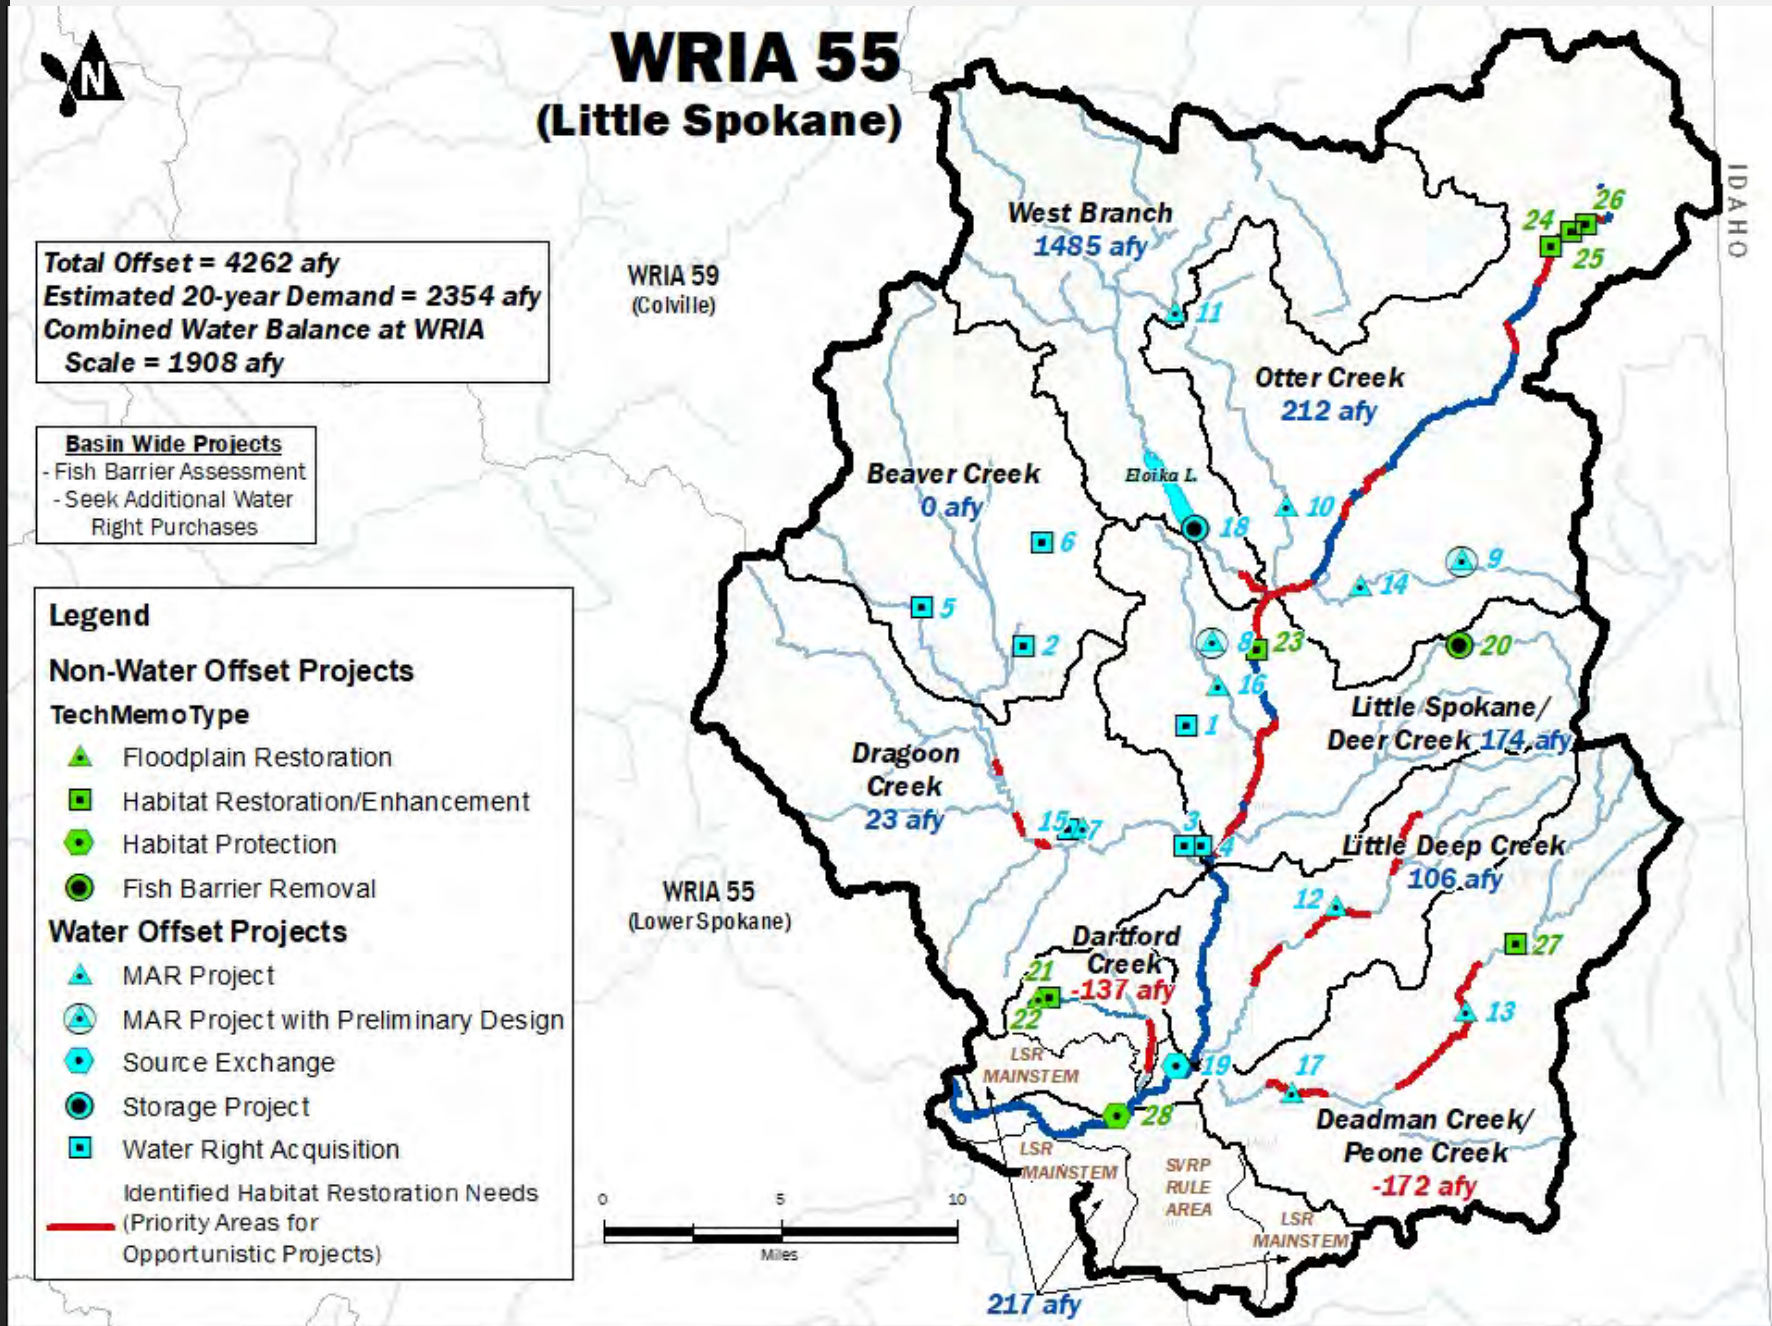 N
WRIA 55
(Little Spokane)
Total Offset = 4262 afy
Estimated 20-year Demand = 2354 afy
Combined Water Balance at WRIA
Scale = 1908 afy
Basin Wide Projects
- Fish Barrier Assessment
- Seek Additional Water
Right Purchases
Legend
Non-Water Offset Projects
TechMemoType
Floodplain Restoration
Habitat Restoration/Enhancement
Habitat Protection
Fish Barrier Removal
Water Offset Projects
MAR Project
MAR Project with Preliminary Design
Source Exchange
Storage Project
Water Right Acquisition
Identified Habitat Restoration Needs
(Priority Areas for
Opportunistic Projects)
WRIA 59
(Colville)
WRIA 55
(Lower Spokane)
IDAHO
West Branch
1485 afy
24
26
25
11
Otter Creek
212 afy
Beaver Creek
0 afy
Eloika L.
10
18
6
9
14
5
2
8
23
20
16
1
Little Spokane/
Deer Creek 174 afy
Dragoon
Creek
23 afy
15
7
3
4
Little Deep Creek
106 afy
12
Dartford
Creek
-137 afy
27
21
22
13
LSR
MAINSTEM
19
17
28
Deadman Creek/
Peone Creek
-172 afy
LSR
MAINSTEM
SVRP
RULE
AREA
LSR
MAINSTEM
0 5 10
Miles
217 afy